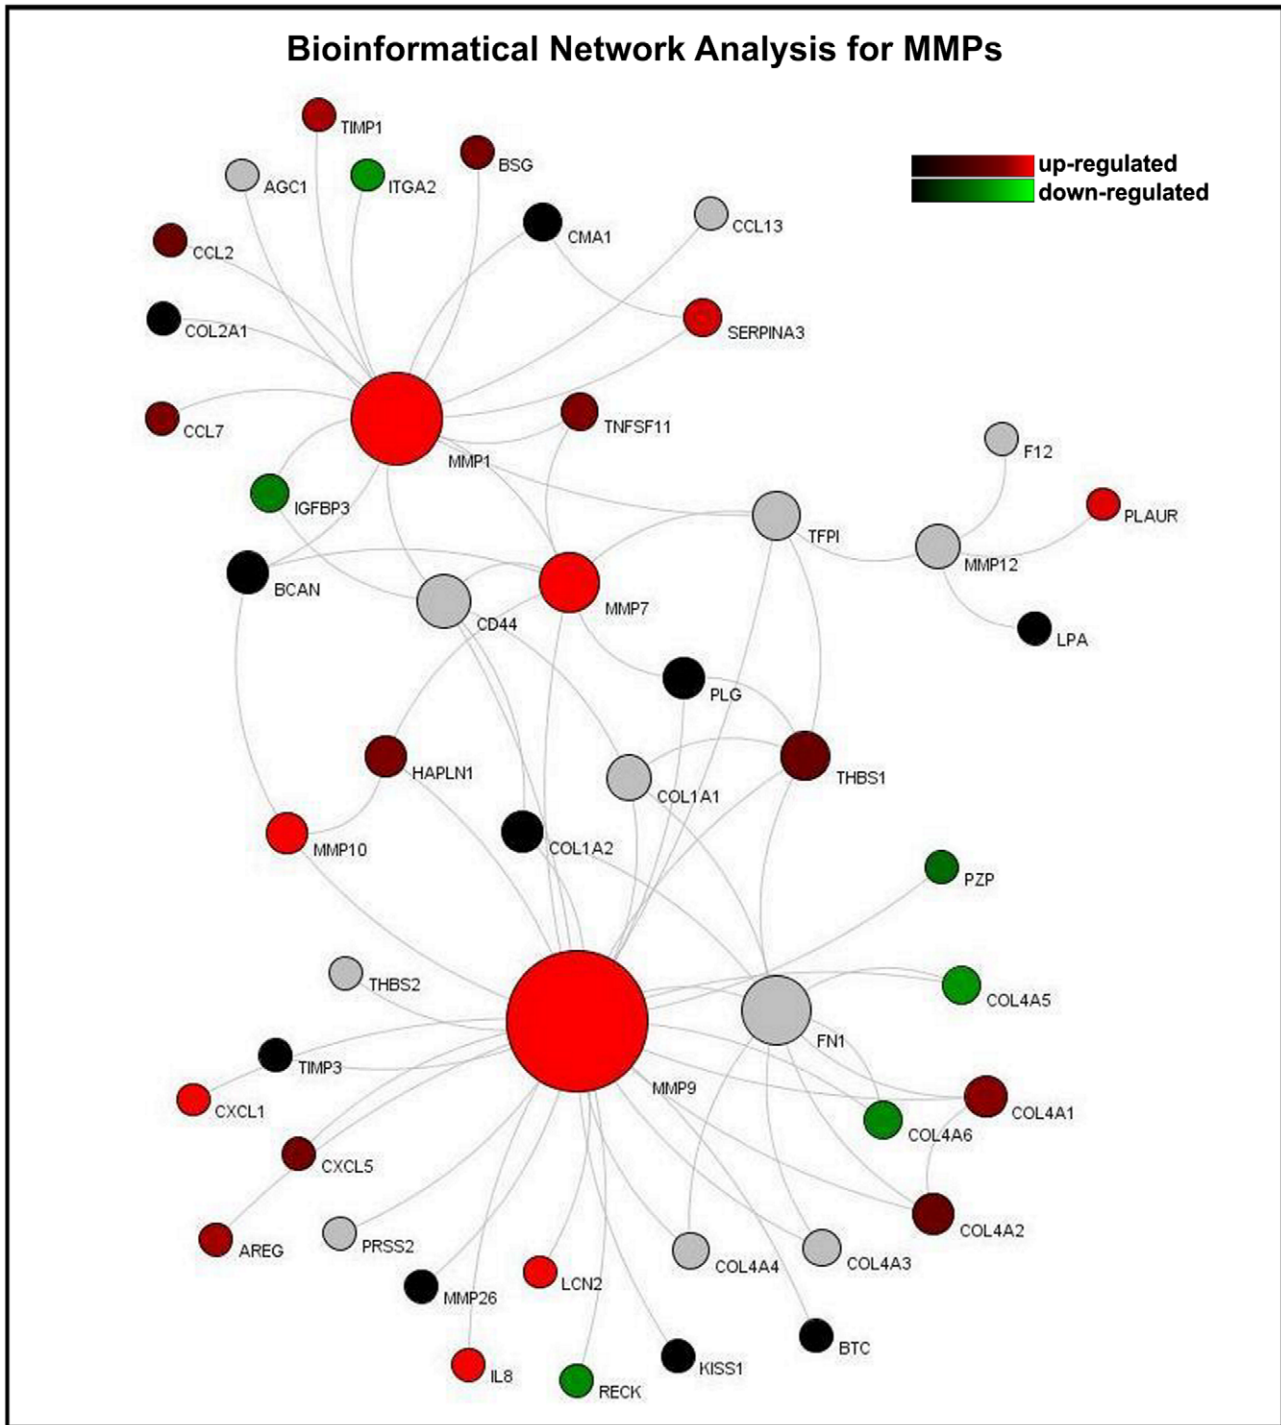 Bioinformatical Network Analysis for MMPs
TIMP1
BSG
up-regulated
AGC1
ITGA2
down-regulated
CCL13
CMA1
CCL2
COL2A1
SERPINA3
TNFSF11
CCL7
F12
MMP1
IGFBP3
PLAUR
TFPI
MMP12
BCAN
MMP7
CD44
LPA
PLG
HAPLN1
THBS1
COL1A1
MMP10
COL1A2
PZP
THBS2
COL4A5
FN1
TIMP3
MMP9
CXCL1
COL4A1
COL4A6
CXCL5
COL4A2
AREG
PRSS2
COL4A4
COL4A3
LCN2
MMP26
BTC
KISS1
IL8
RECK